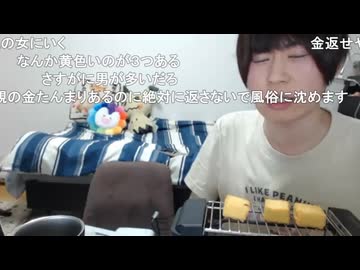 の女にいく
金返せや
なんか黄色いのが３つある
さすがに男が多いだろ
親の金たんまりあるのに絶対に返さないで風俗に沈めます
I LIKE PEANU